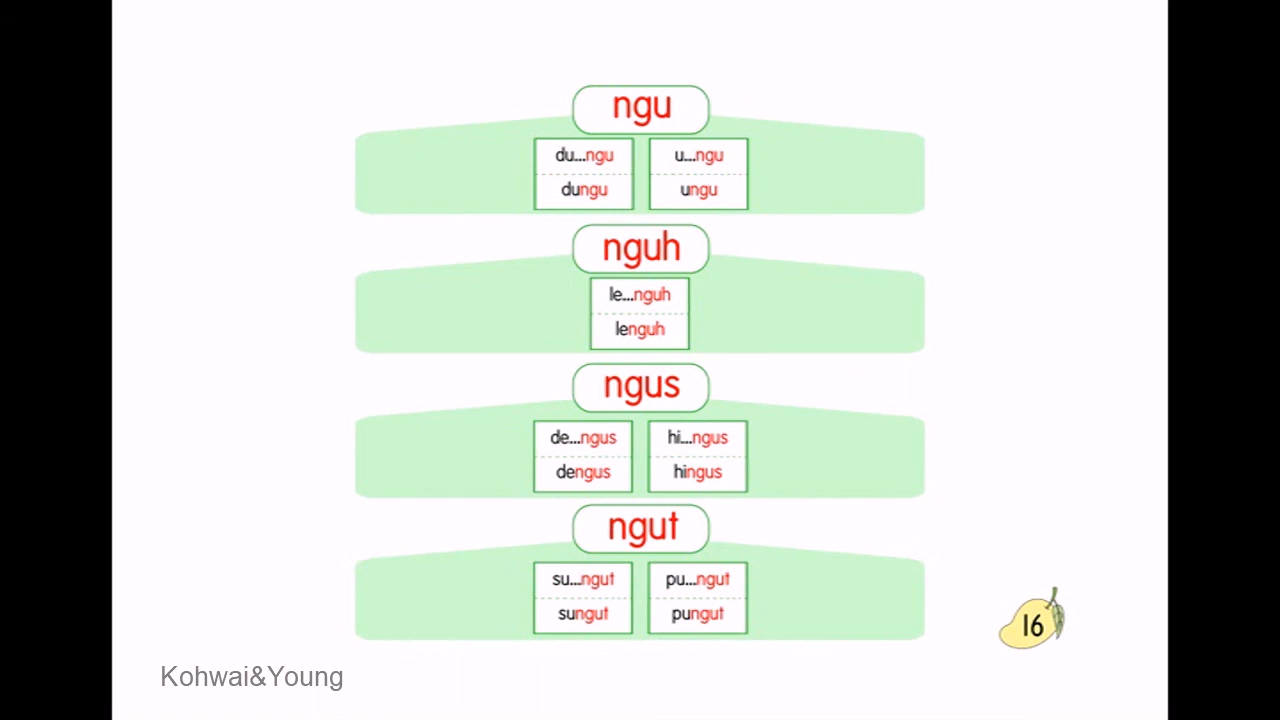 ngu
du...ngu u...ngu
dungu ungu
nguh
le...nguh
lenguh
ngus
de...ngus hi...ngus
dengus hingus
ngut
su...ngut pu...ngut
sungut pungut
16
Kohwai&Young